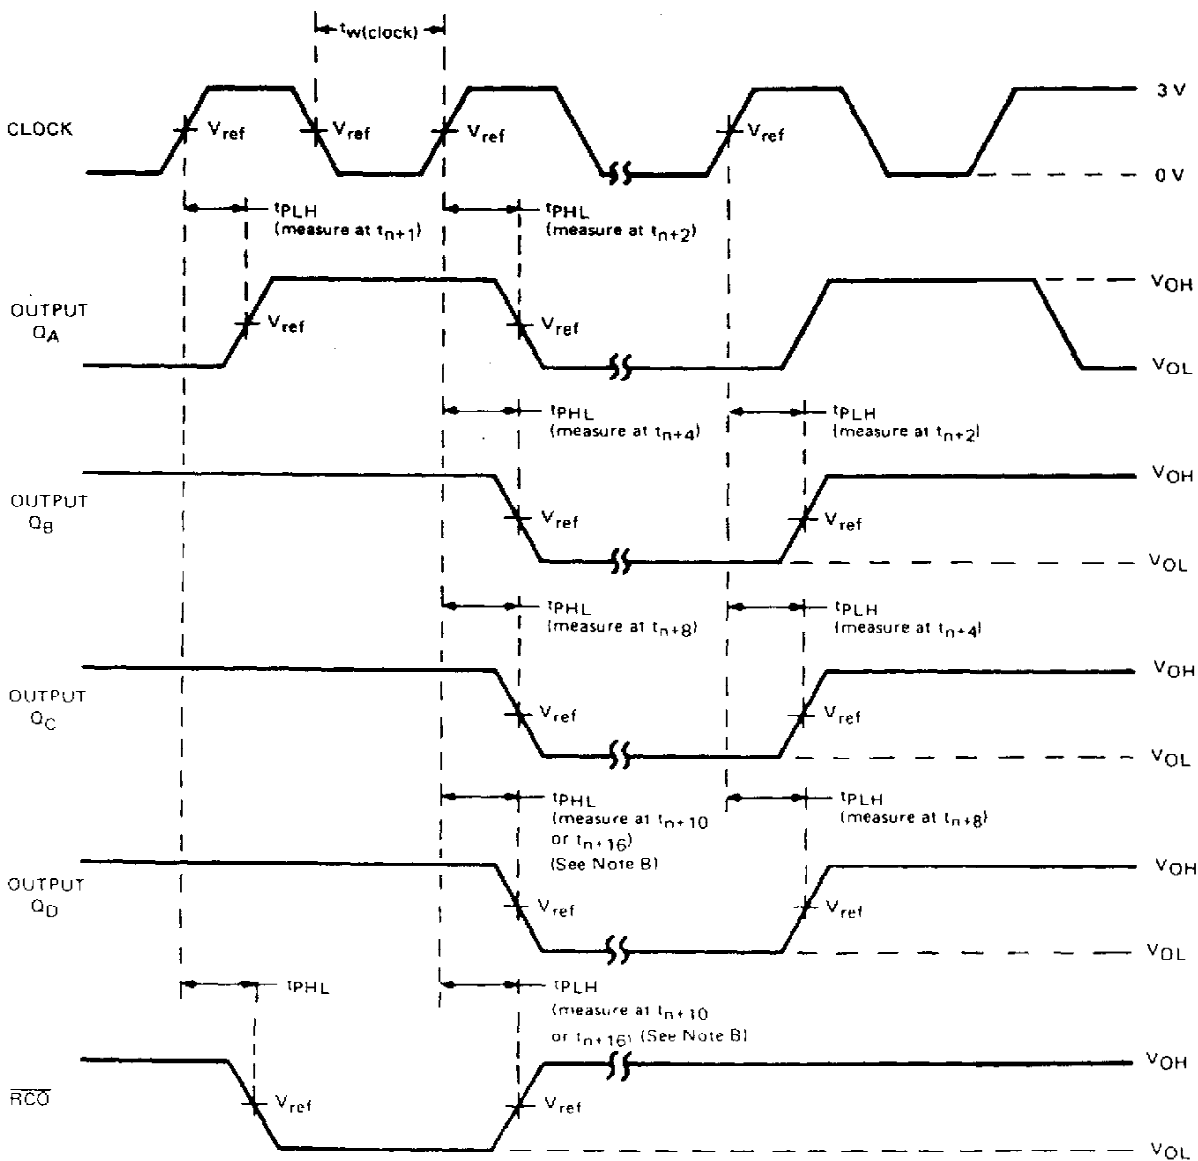 tw(clock)
3 V
CLOCK
Vref
Vref
Vref
Vref
0 V
tPLH
(measure at tn+1)
tPHL
(measure at tn+2)
VOH
OUTPUT
QA
Vref
Vref
VOL
tPHL
(measure at tn+4)
tPLH
(measure at tn+2)
VOH
OUTPUT
QB
Vref
Vref
VOL
tPHL
(measure at tn+8)
tPLH
(measure at tn+4)
VOH
OUTPUT
QC
Vref
Vref
VOL
tPHL
(measure at tn+10
or tn+16)
(See Note B)
tPLH
(measure at tn+8)
VOH
OUTPUT
QD
Vref
Vref
VOL
tPHL
tPLH
(measure at tn+10
or tn+16) (See Note B)
VOH
R̅C̅O̅
Vref
Vref
VOL